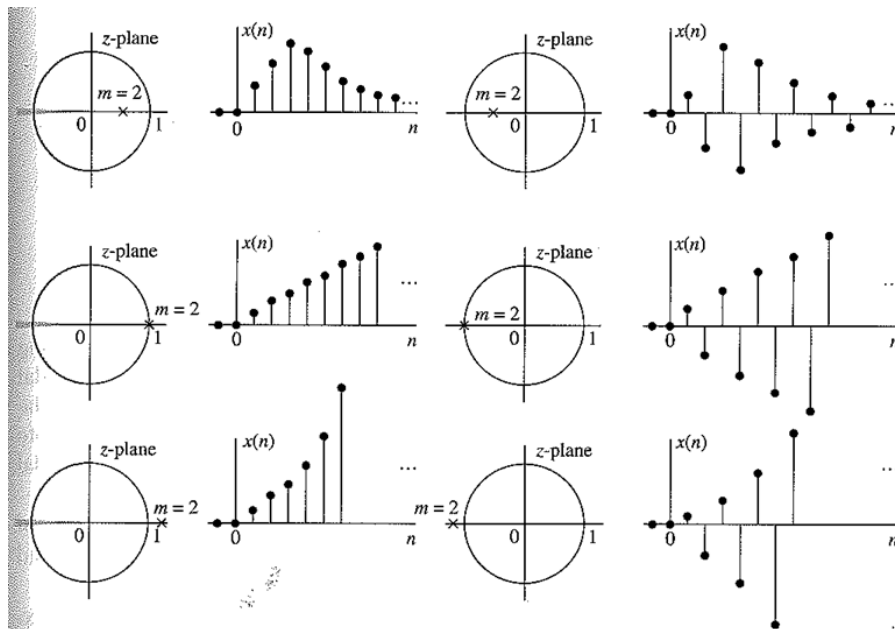 z-plane
m = 2
0
1
x(n)
0
...
n
z-plane
m = 2
0
1
x(n)
0
...
n
z-plane
m = 2
0
1
x(n)
0
...
n
z-plane
m = 2
0
1
x(n)
0
...
n
z-plane
m = 2
0
1
x(n)
0
...
n
z-plane
m = 2
0
1
x(n)
0
...
n